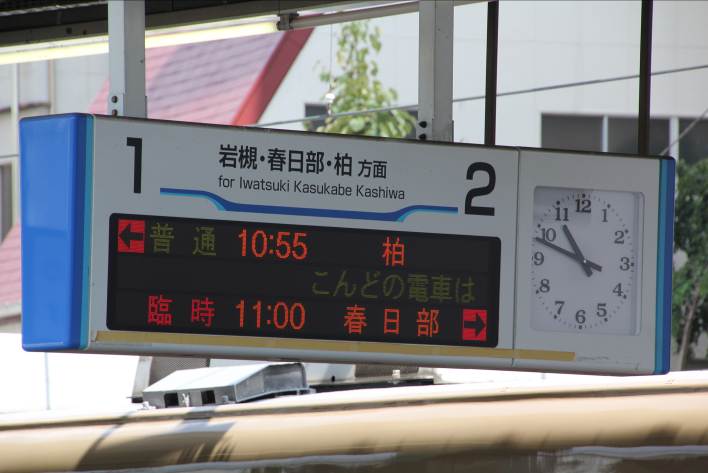 1 岩槻・春日部・柏 方面 2
for Iwatsuki Kasukabe Kashiwa
← 普通 10:55 柏
こんどの電車は
臨時 11:00 春日部 →
12
11 1
10 2
9 3
8 4
7 5
6